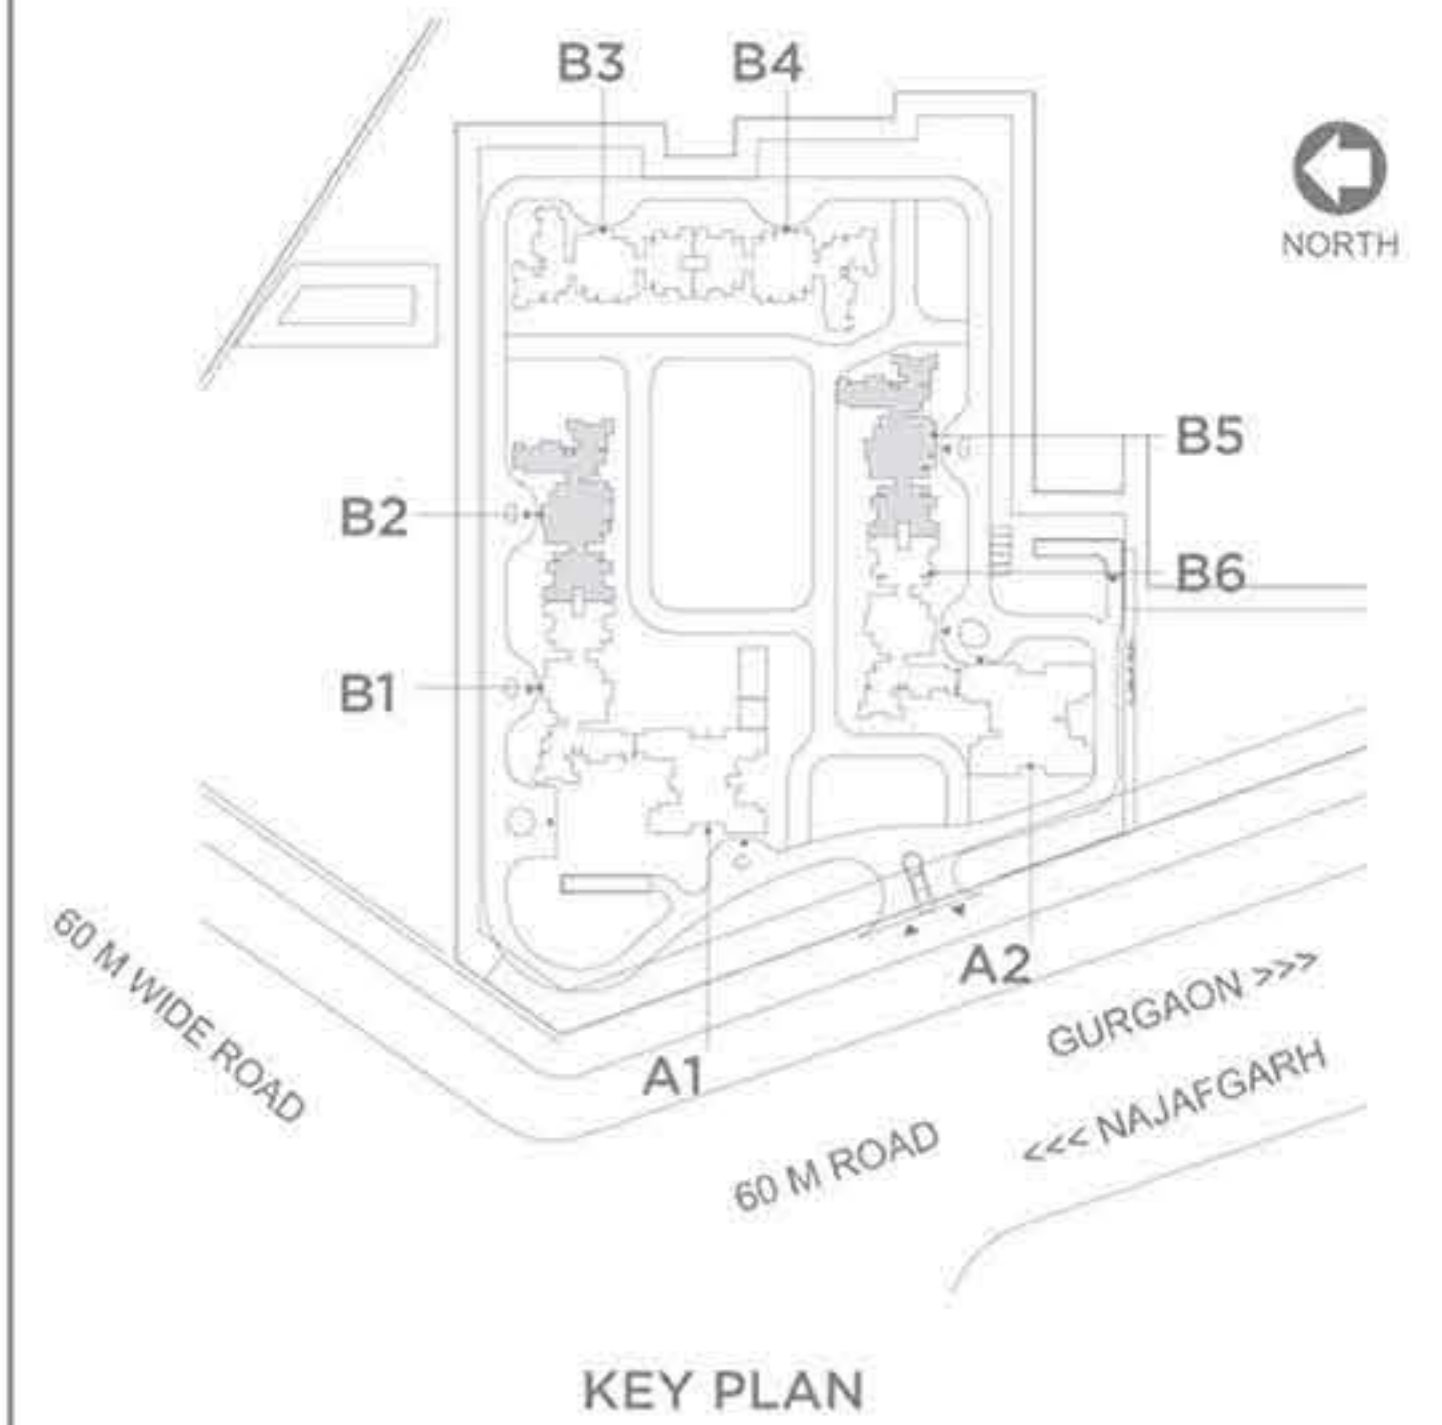 B3
B4
NORTH
B5
B2
B6
B1
60 M WIDE ROAD
A2
GURGAON >>>
A1
<<< NAJAFGARH
60 M ROAD
KEY PLAN